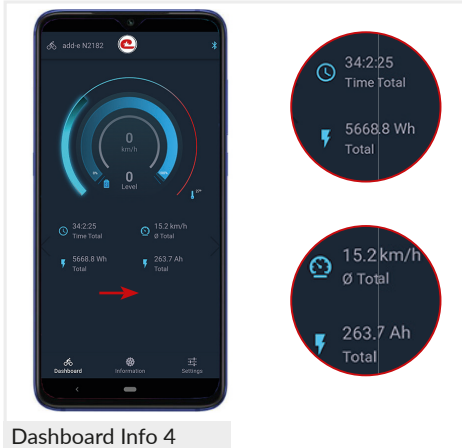 add-e N2182
0
km/h
0%
100%
0
Level
34:2:25
Time Total
15.2 km/h
Ø Total
5668.8 Wh
Total
263.7 Ah
Total
Dashboard
Information
Settings
34:2:25
Time Total
5668.8 Wh
Total
15.2 km/h
Ø Total
263.7 Ah
Total
Dashboard Info 4